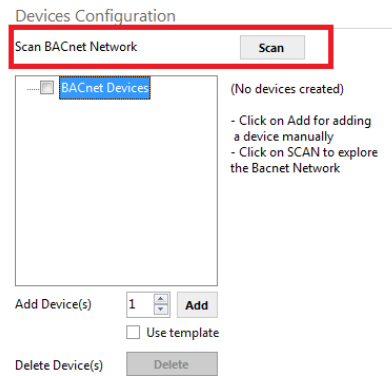 Devices Configuration
Scan BACnet Network Scan
BACnet Devices
(No devices created)
- Click on Add for adding
a device manually
- Click on SCAN to explore
the Bacnet Network
Add Device(s) 1 Add
Use template
Delete Device(s) Delete